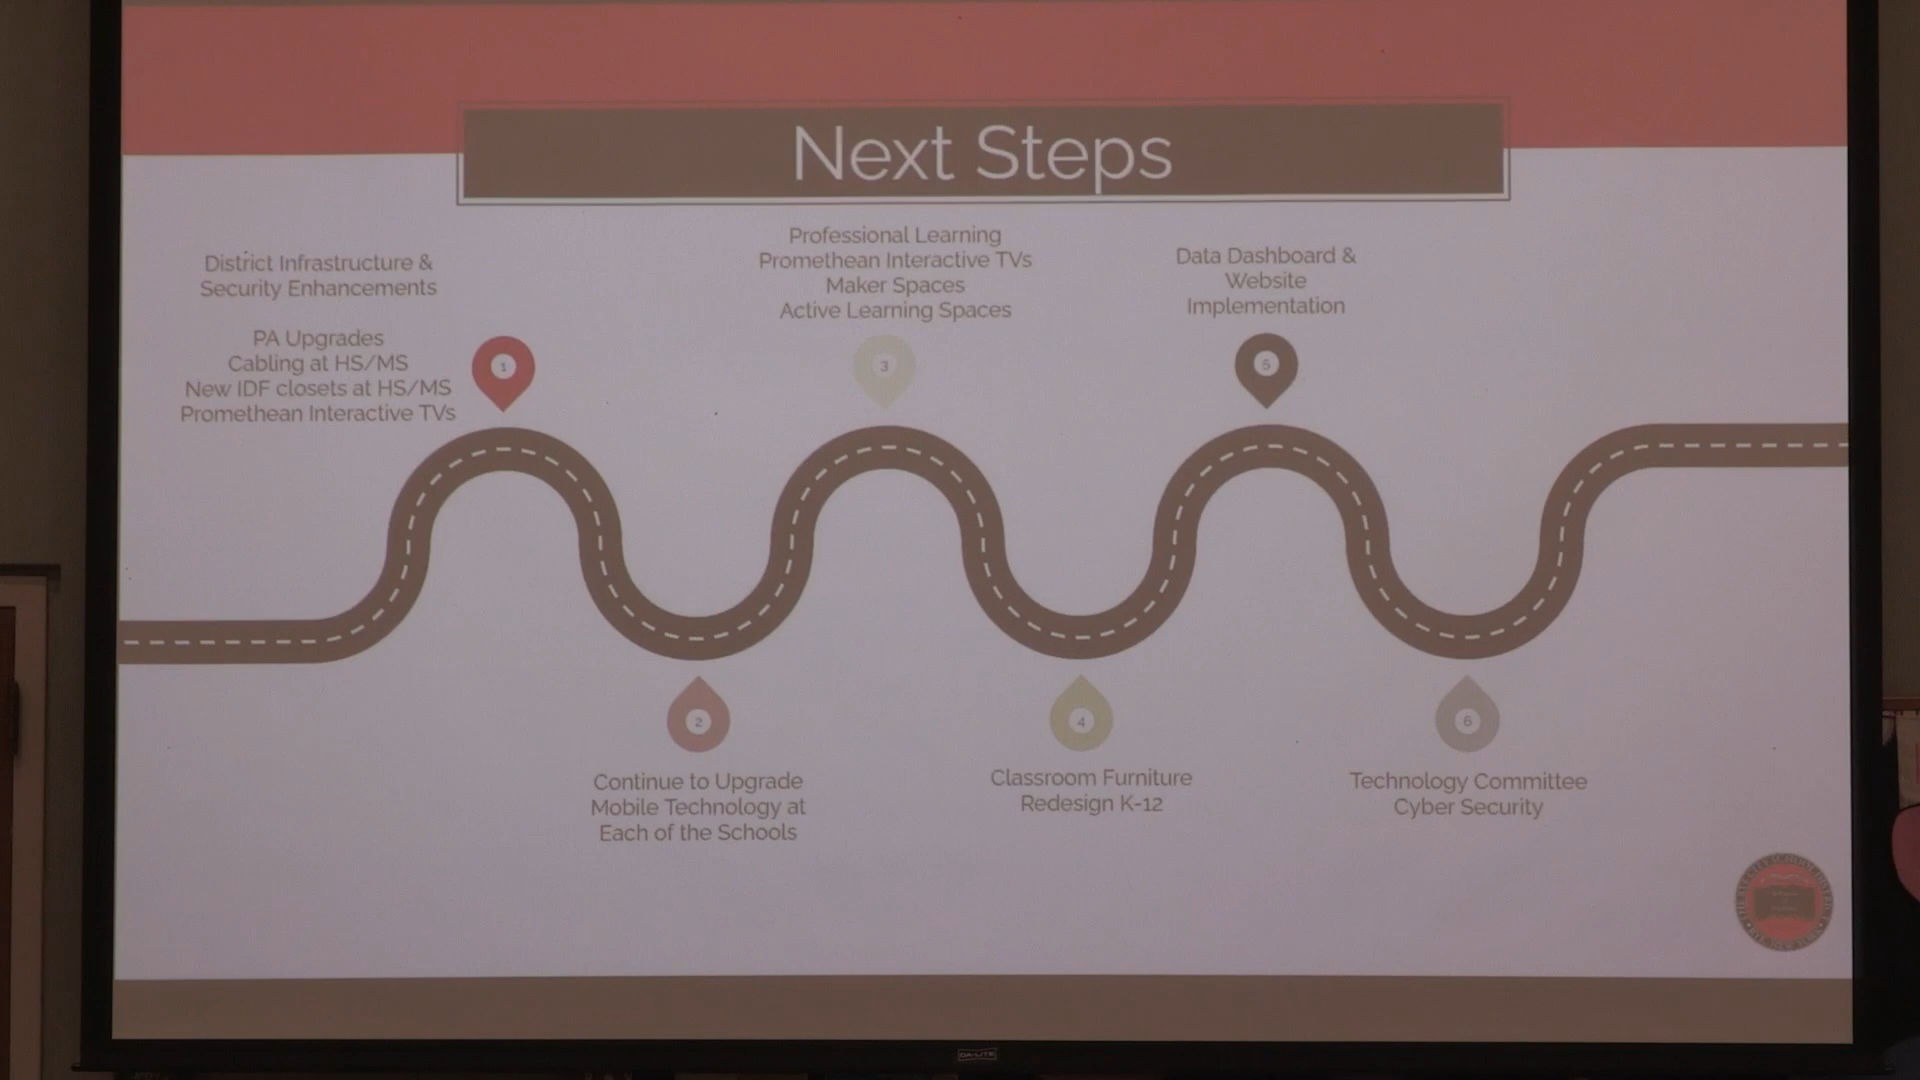 Next Steps
District Infrastructure &
Security Enhancements
PA Upgrades
Cabling at HS/MS
New IDF closets at HS/MS
Promethean Interactive TVs
1
2
Continue to Upgrade
Mobile Technology at
Each of the Schools
Professional Learning
Promethean Interactive TVs
Maker Spaces
Active Learning Spaces
3
4
Classroom Furniture
Redesign K-12
Data Dashboard &
Website
Implementation
5
6
Technology Committee
Cyber Security
DA-LITE